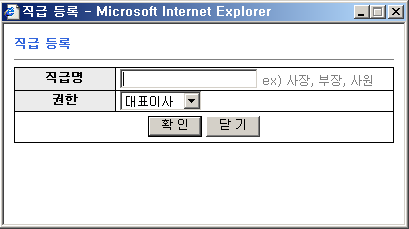 직급 등록 - Microsoft Internet Explorer
직급 등록
직급명 ex) 사장, 부장, 사원
권한 대표이사
확 인 닫 기